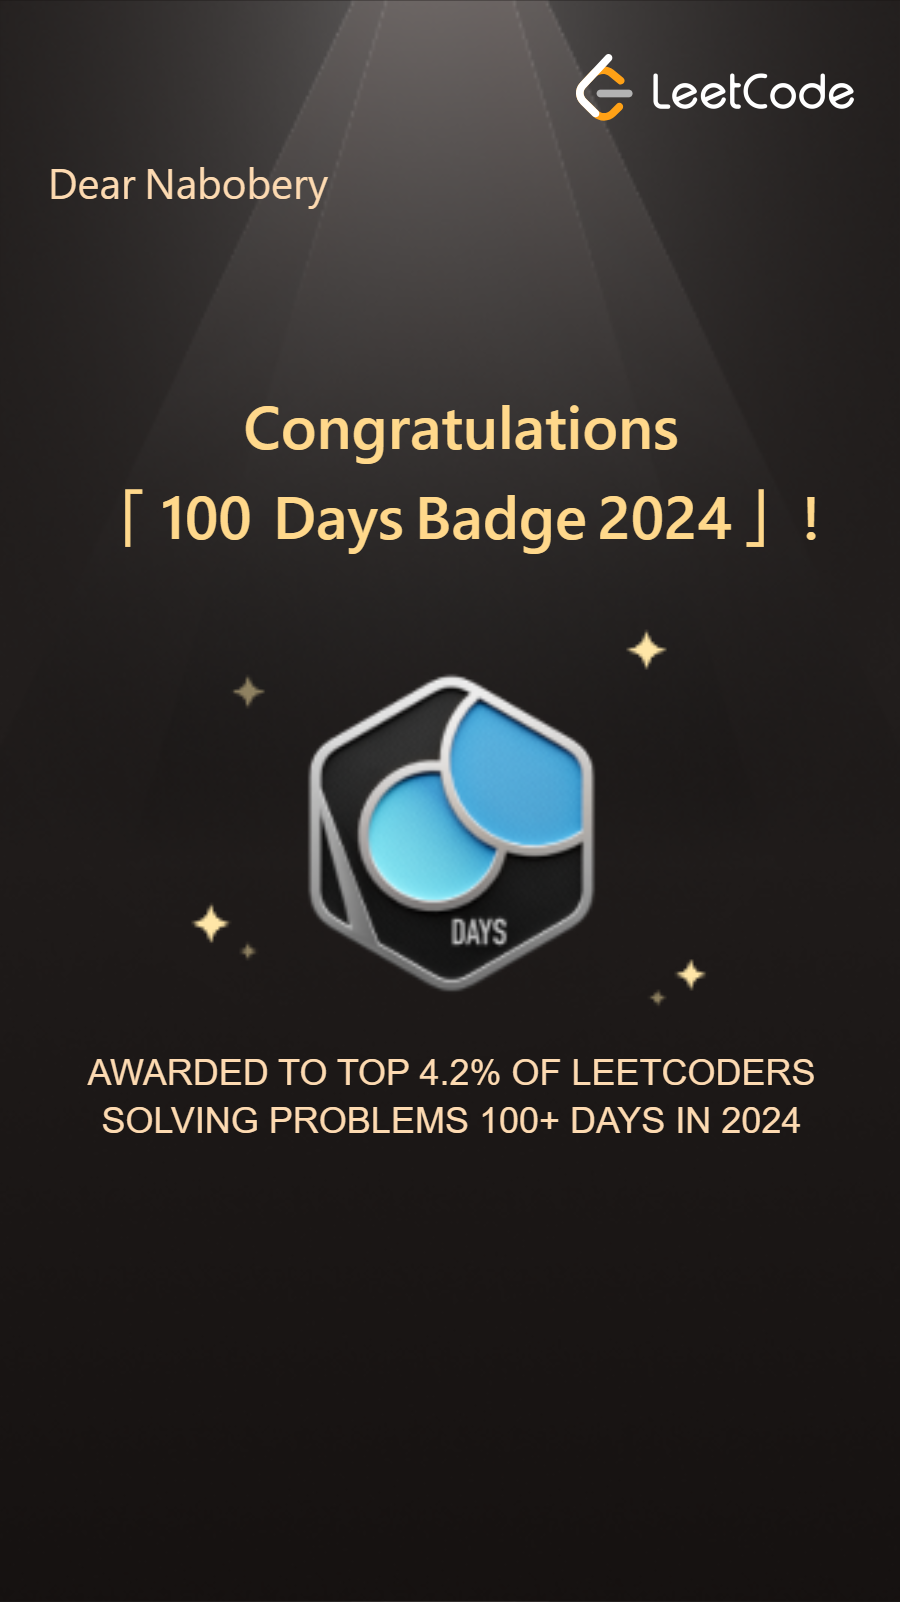 LeetCode
Dear Nabobery
Congratulations
「 100 Days Badge 2024 」 !
DAYS
AWARDED TO TOP 4.2% OF LEETCODERS
SOLVING PROBLEMS 100+ DAYS IN 2024